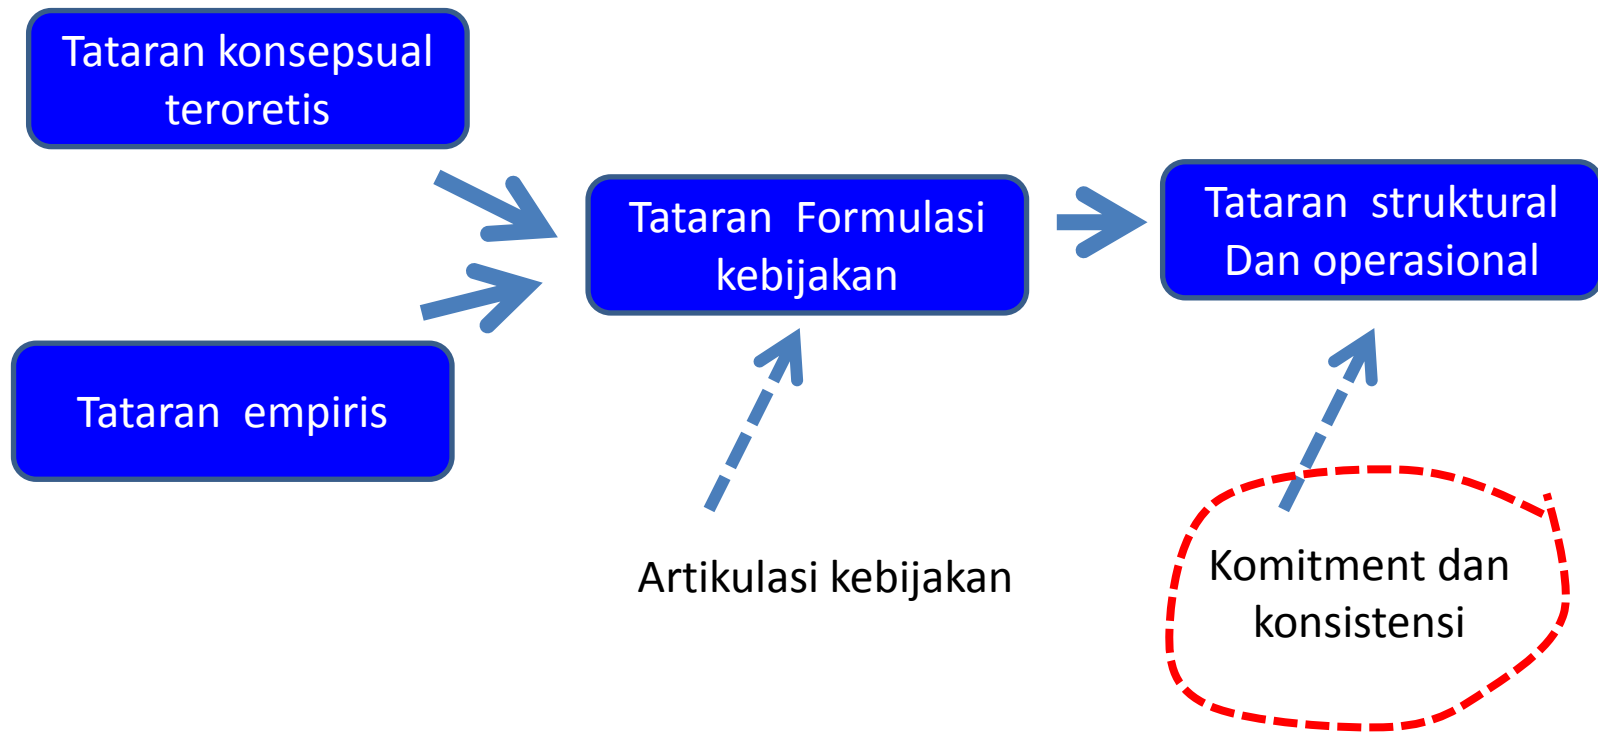 Tataran konsepsual
teroretis
Tataran empiris
Tataran Formulasi
kebijakan
Tataran struktural
Dan operasional
Artikulasi kebijakan
Komitment dan
konsistensi